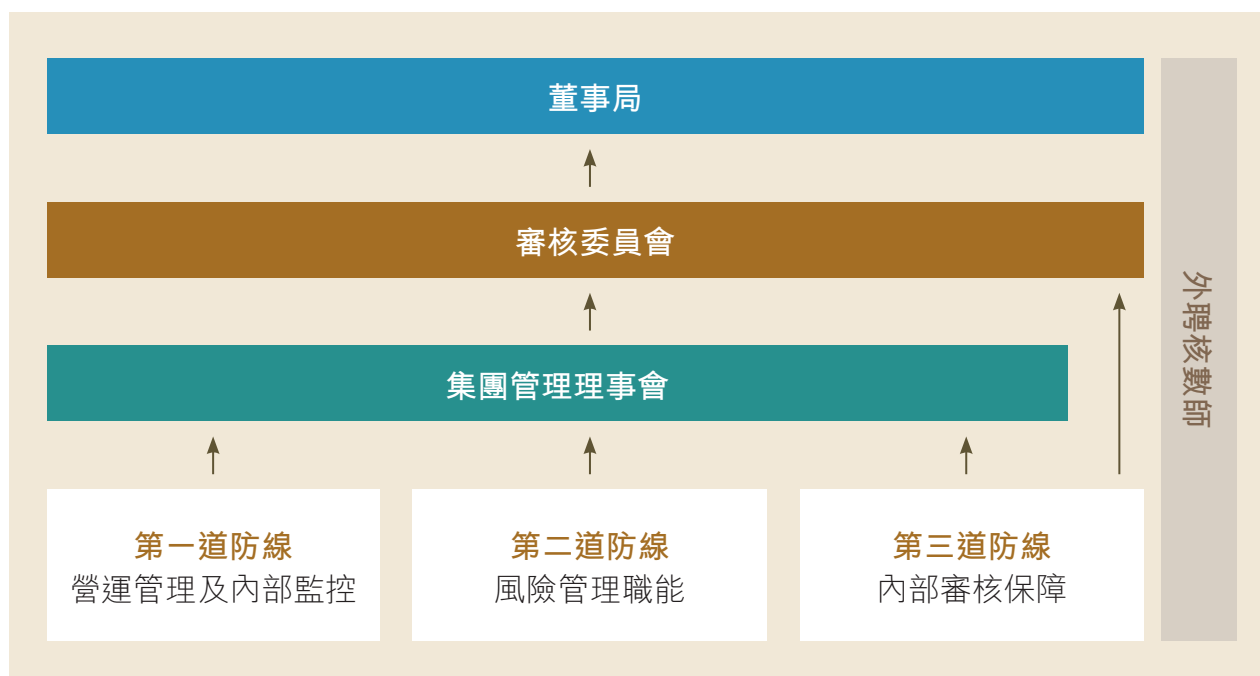 董事局
審核委員會
集團管理理事會
第一道防線
營運管理及內部監控
第二道防線
風險管理職能
第三道防線
內部審核保障
外聘核數師